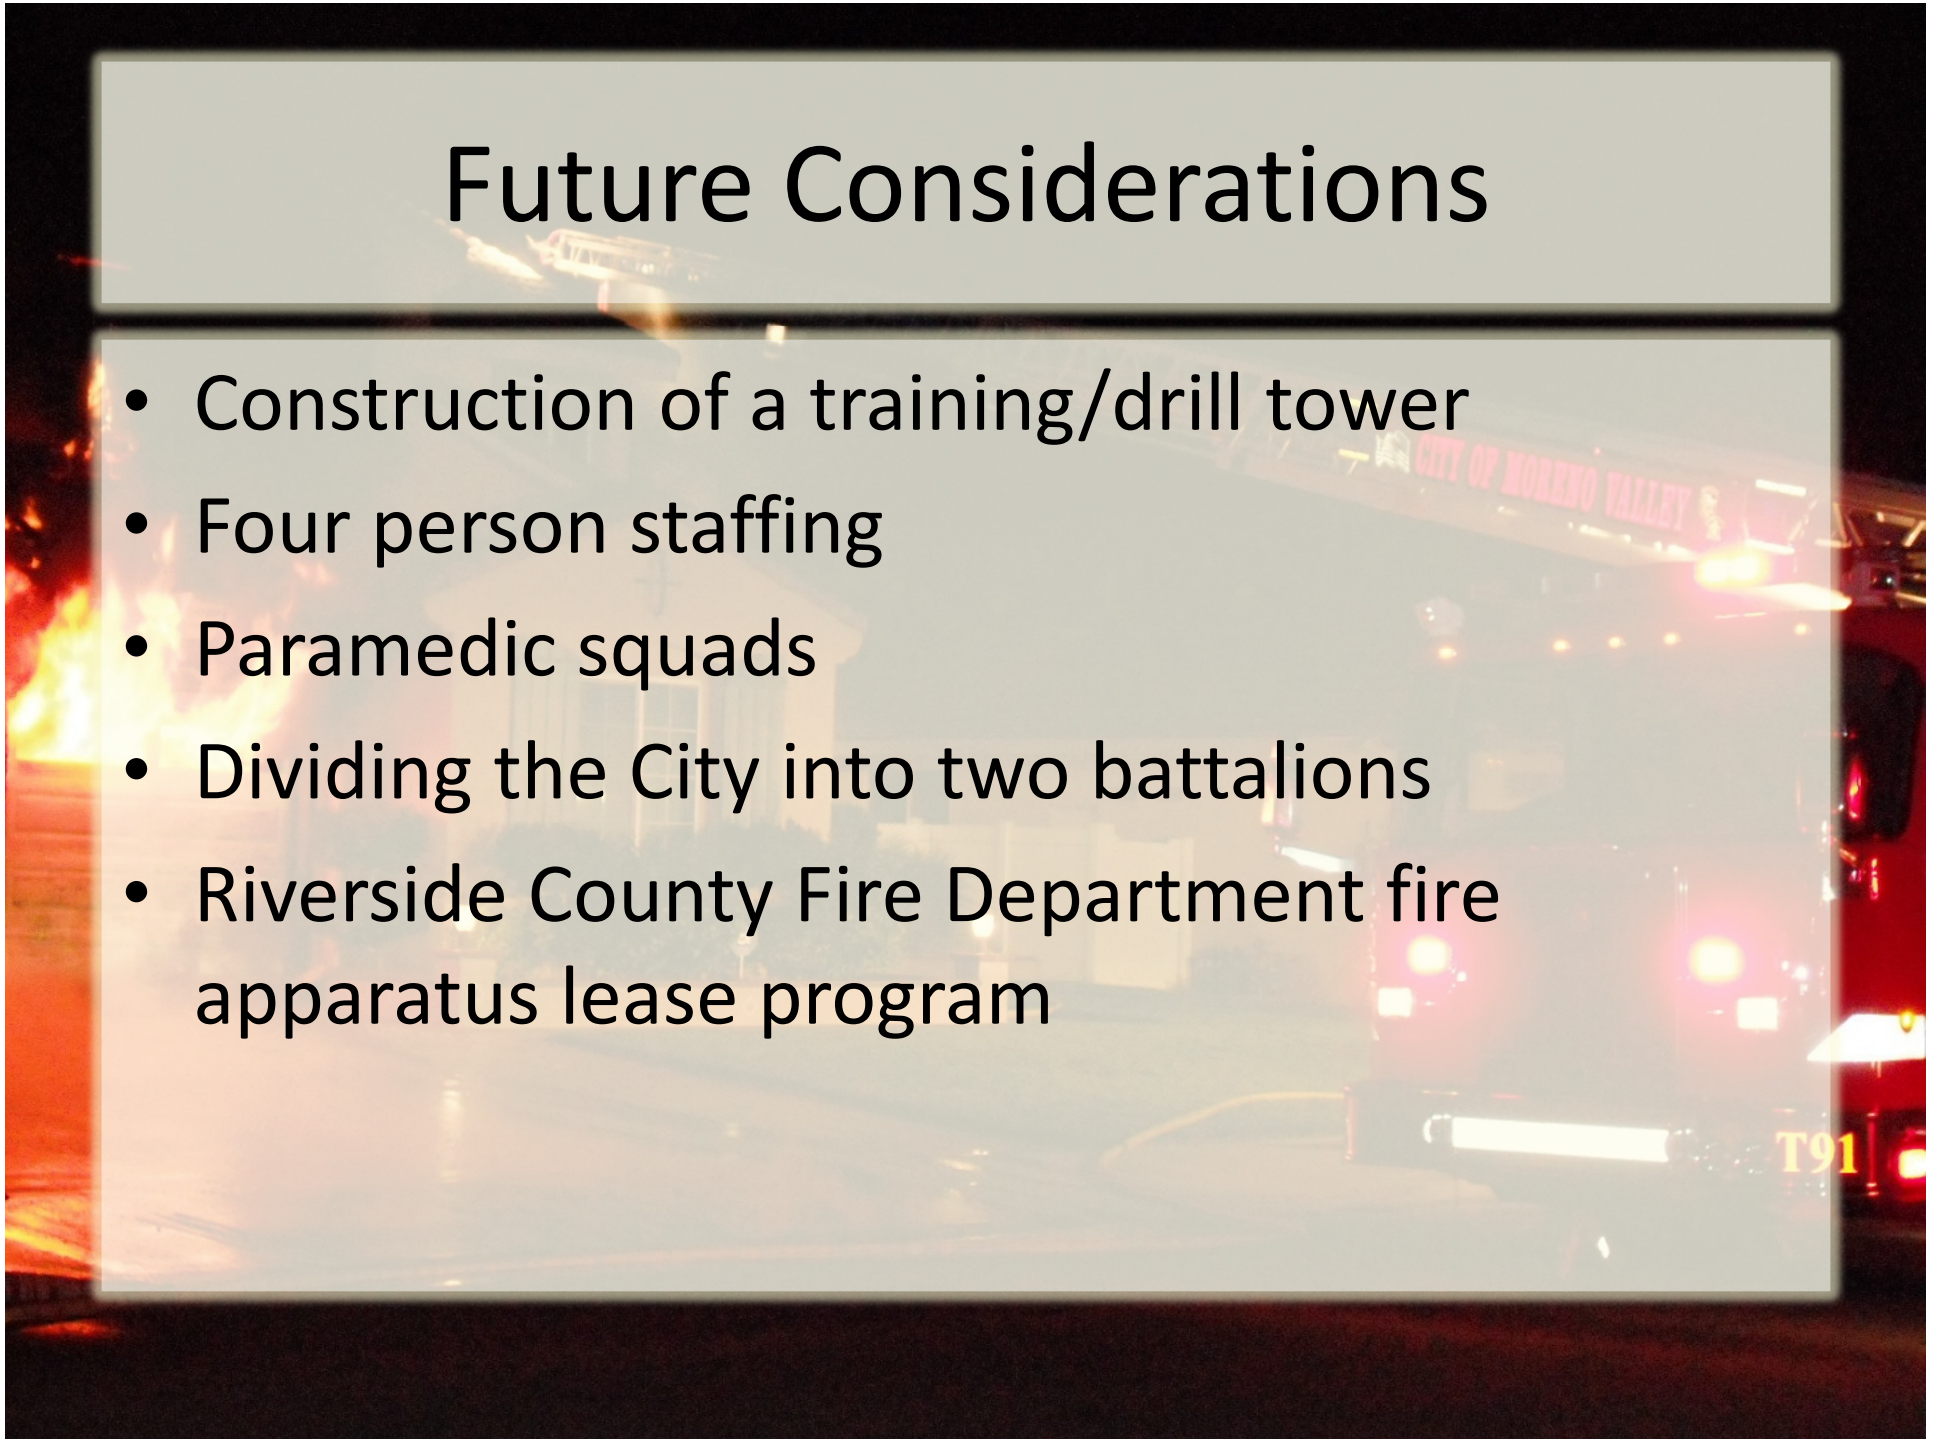 Future Considerations
• Construction of a training/drill tower
CITY OF MORENO VALLEY
• Four person staffing
• Paramedic squads
• Dividing the City into two battalions
• Riverside County Fire Department fire
apparatus lease program
T91